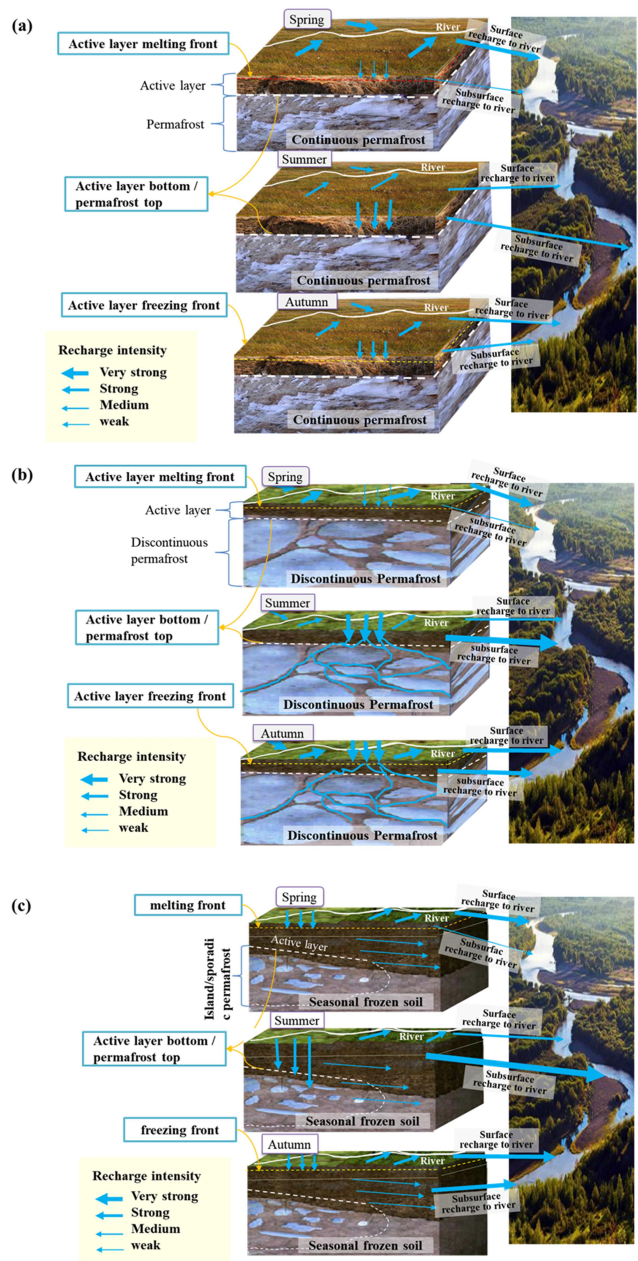 (a)
Spring
River
Surface
recharge to river
Active layer melting front
Active layer
Subsurface
recharge to river
Permafrost
Continuous permafrost
Summer
River
Surface
recharge to river
Active layer bottom /
permafrost top
Subsurface
recharge to river
Continuous permafrost
Active layer freezing front
Autumn
River
Surface
recharge to river
Recharge intensity
Very strong
Strong
Medium
weak
Subsurface
recharge to river
Continuous permafrost
(b)
Spring
River
Surface
recharge to river
Active layer melting front
Active layer
subsurface
recharge to river
Discontinuous
permafrost
Discontinuous Permafrost
Summer
River
Surface
recharge to river
Active layer bottom /
permafrost top
subsurface
recharge to river
Active layer freezing front
Discontinuous Permafrost
Autumn
River
Surface
recharge to river
Recharge intensity
Very strong
Strong
Medium
weak
subsurface
recharge to river
Discontinuous Permafrost
(c)
Spring
River
Surface
recharge to river
melting front
Active layer
Subsurfac
recharge to river
Island/sporadi
c permafrost
Seasonal frozen soil
Summer
River
Surface
recharge to river
Active layer bottom /
permafrost top
Subsurface
recharge to river
Seasonal frozen soil
freezing front
Autumn
River
Surface
recharge to river
Recharge intensity
Very strong
Strong
Medium
weak
Subsurface
recharge to river
Seasonal frozen soil